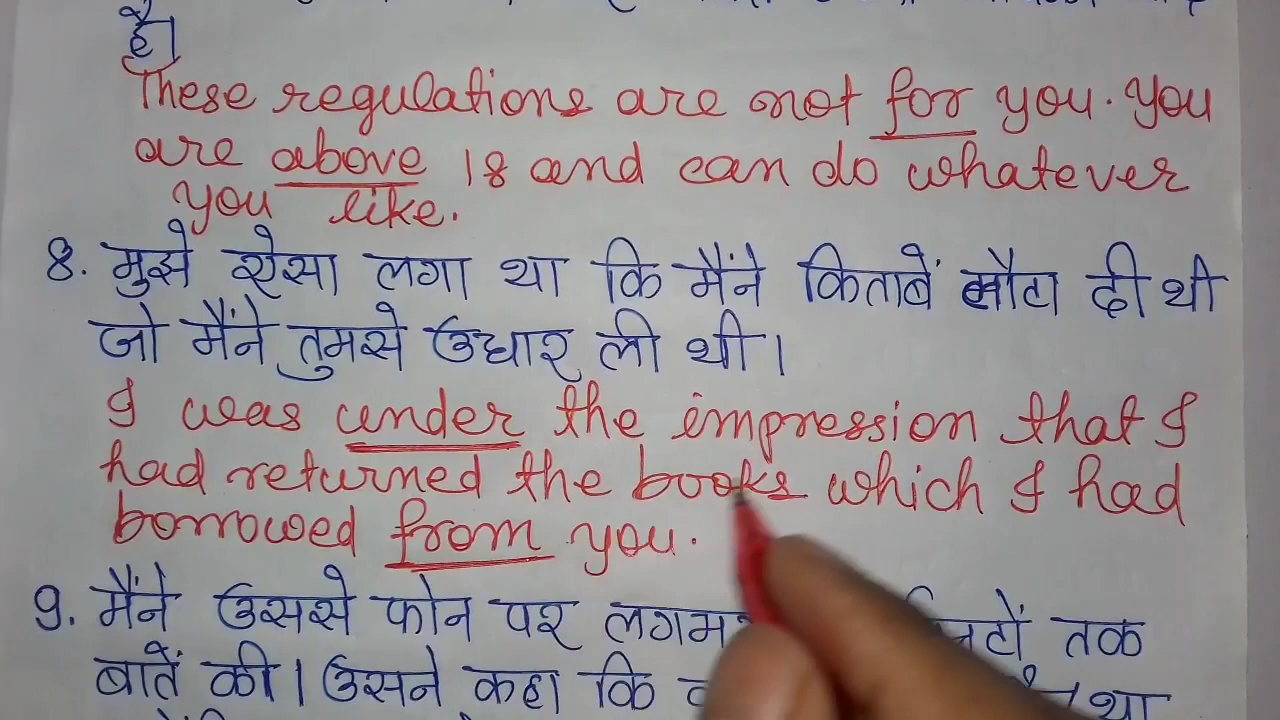 है।
These regulations are not for you. You
are above 18 and can do whatever
you like.
8. मुझे ऐसा लगा था कि मैंने किताबें लौटा दी थी
जो मैंने तुमसे उधार ली थी।
I was under the impression that I
had returned the books which I had
borrowed from you.
9. मैंने उससे फोन पर तक
बातें की। उसने कहा कि था